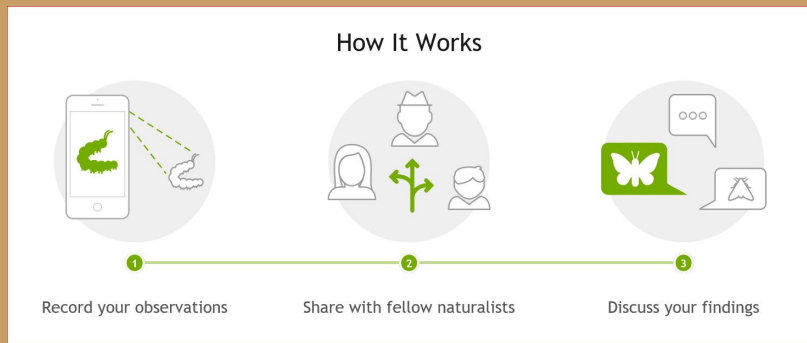 How It Works
1
2
3
Record your observations
Share with fellow naturalists
Discuss your findings